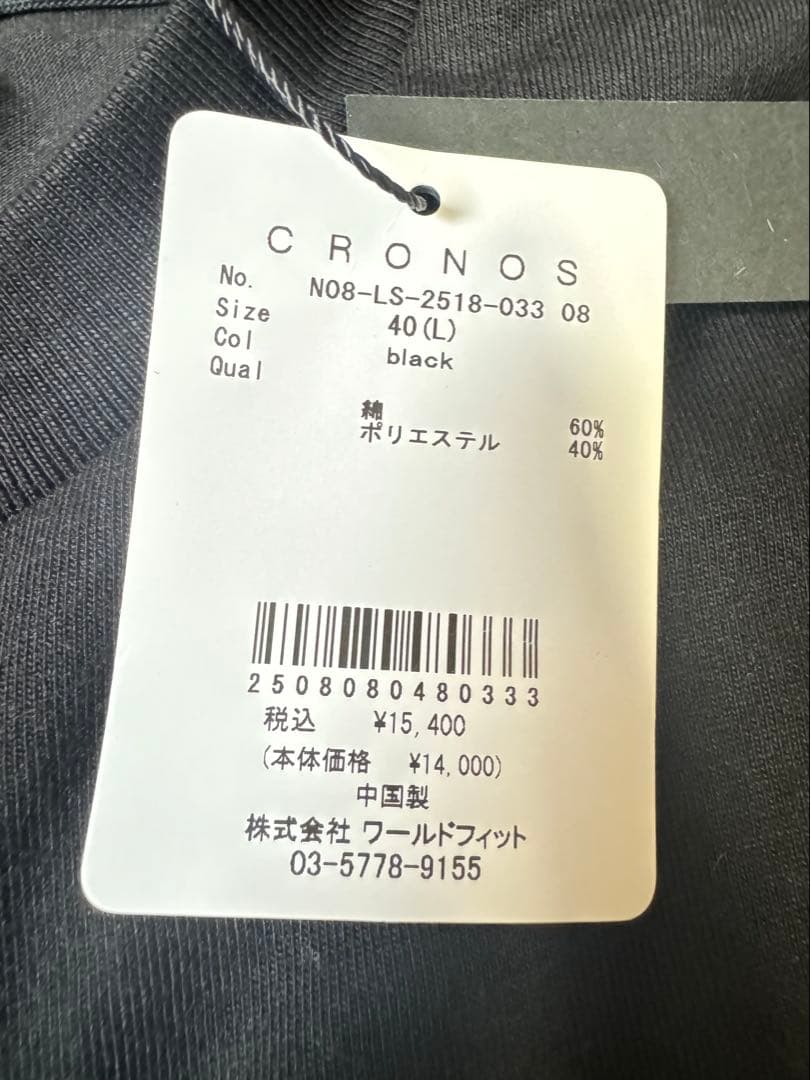 CRONOS
No. N08-LS-2518-033 08
Size 40(L)
Col black
Qual
綿 60%
ポリエステル 40%
2508080480333
税込 ¥15,400
(本体価格 ¥14,000)
中国製
株式会社 ワールドフィット
03-5778-9155